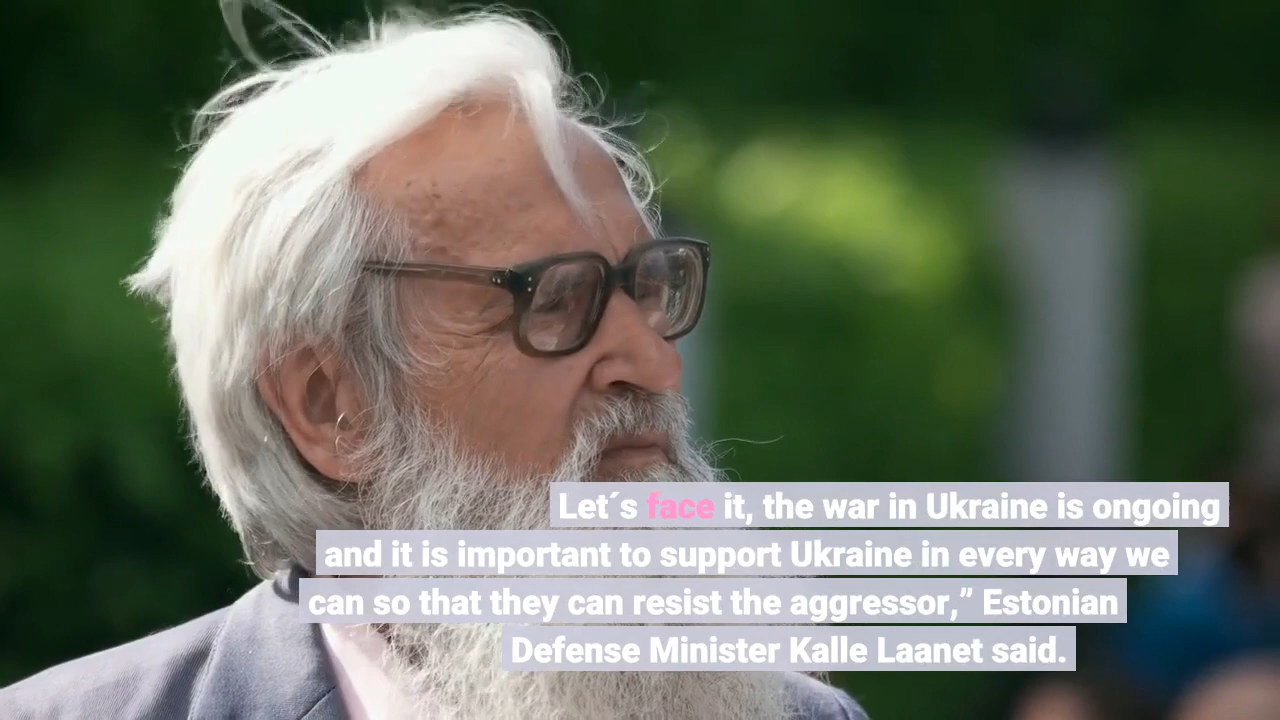 Let´s face it, the war in Ukraine is ongoing
and it is important to support Ukraine in every way we
can so that they can resist the aggressor,” Estonian
Defense Minister Kalle Laanet said.